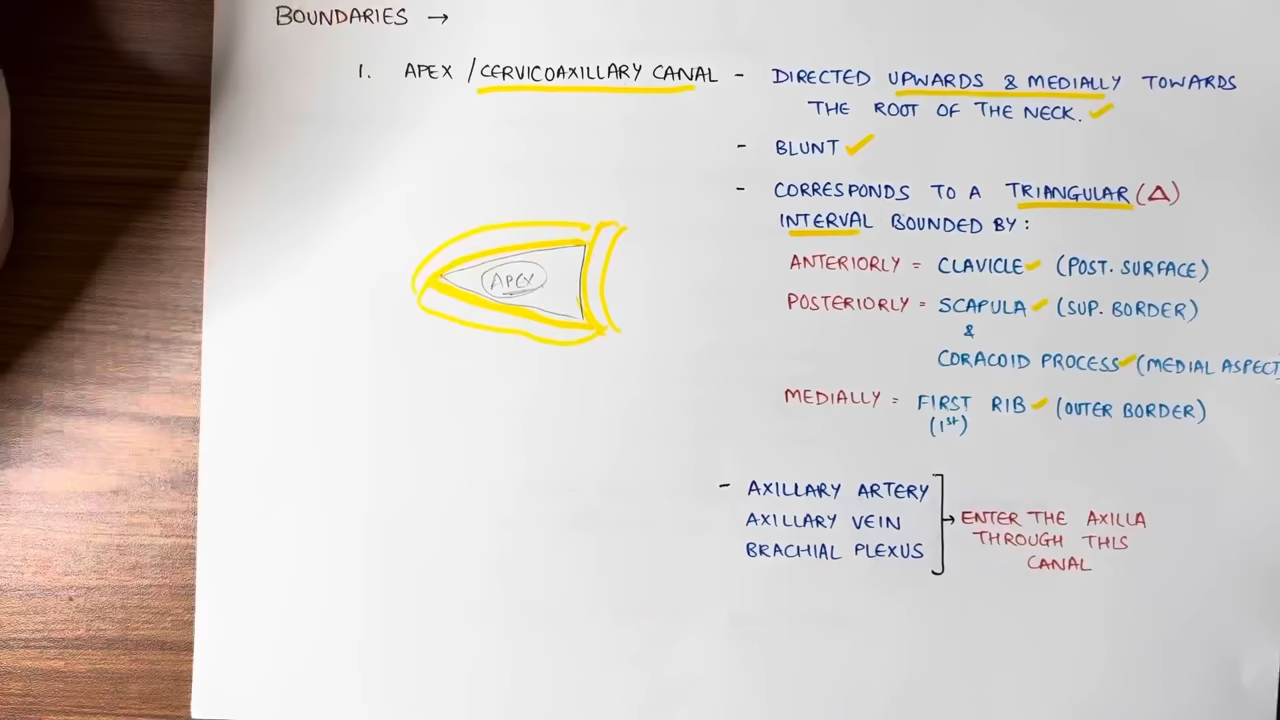 BOUNDARIES →
1. APEX / CERVICOAXILLARY CANAL - DIRECTED UPWARDS & MEDIALLY TOWARDS
THE ROOT OF THE NECK.
- BLUNT
- CORRESPONDS TO A TRIANGULAR (Δ)
INTERVAL BOUNDED BY :
APEX
ANTERIORLY = CLAVICLE (POST. SURFACE)
POSTERIORLY = SCAPULA (SUP. BORDER)
&
CORACOID PROCESS (MEDIAL ASPECT
MEDIALLY = FIRST RIB (OUTER BORDER)
(1st)
- AXILLARY ARTERY
AXILLARY VEIN
BRACHIAL PLEXUS
→ ENTER THE AXILLA
THROUGH THIS
CANAL